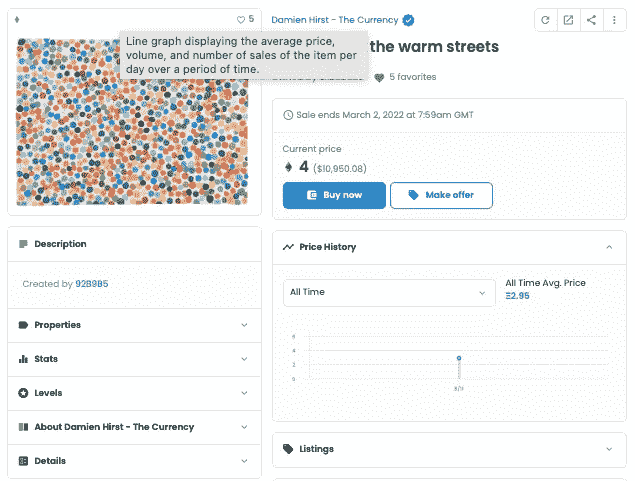 5
Damien Hirst - The Currency
Line graph displaying the average price,
volume, and number of sales of the item per
day over a period of time.
the warm streets
5 favorites
Sale ends March 2, 2022 at 7:59am GMT
Current price
4 ($10,950.08)
Buy now
Make offer
Description
Created by 92B9B5
Properties
Stats
Levels
About Damien Hirst - The Currency
Details
Price History
All Time
All Time Avg. Price
Ξ2.95
6
4
2
0
Listings